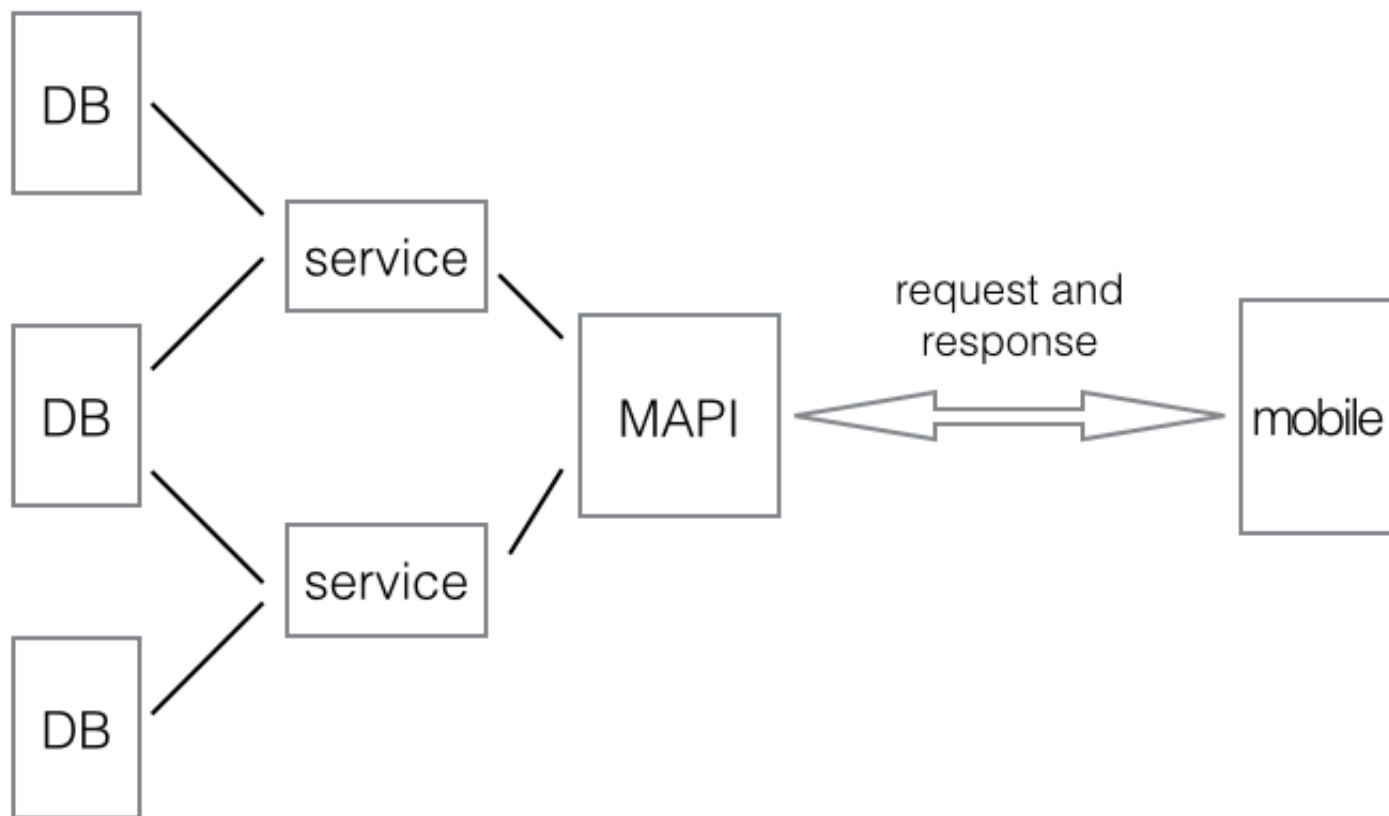 DB
service
request and
response
DB
MAPI
mobile
service
DB